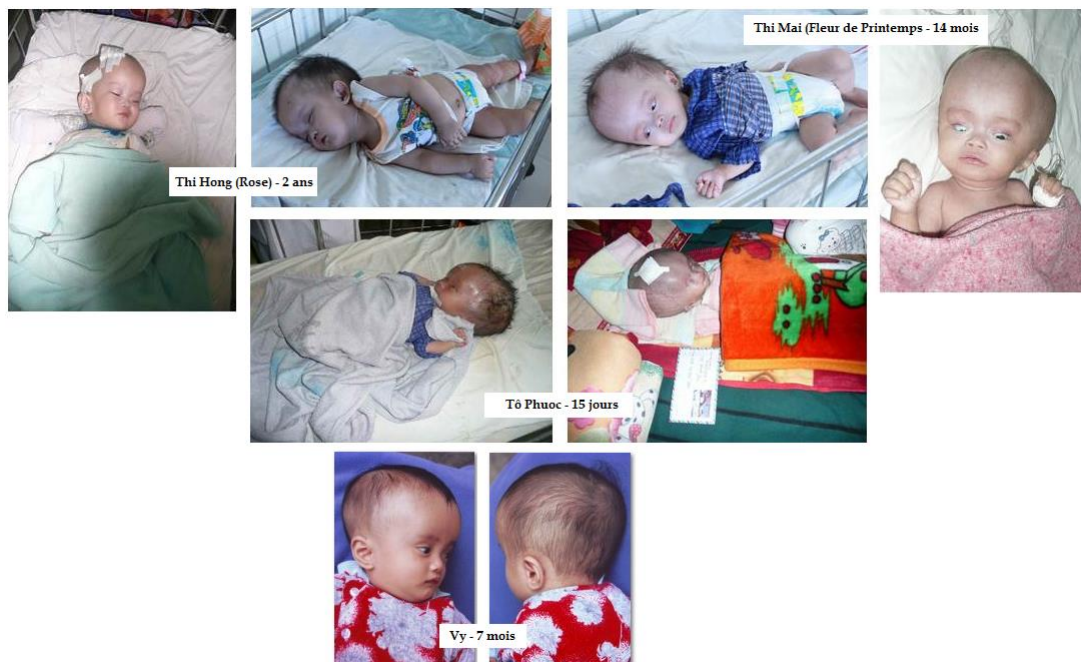 Thi Mai (Fleur de Printemps - 14 mois
Thi Hong (Rose) - 2 ans
Tô Phuoc - 15 jours
Vy - 7 mois